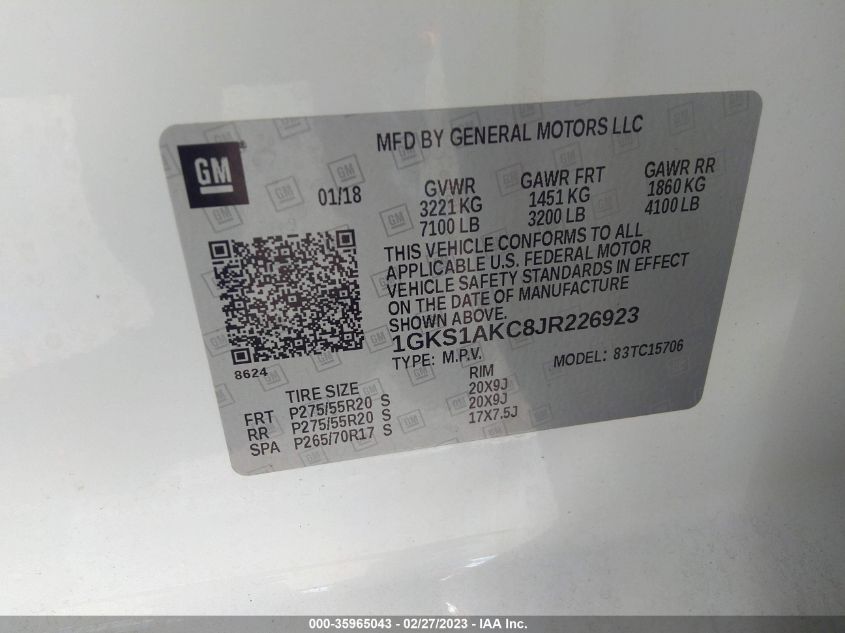 MFD BY GENERAL MOTORS LLC
GM
01/18
GVWR GAWR FRT GAWR RR
3221 KG 1451 KG 1860 KG
7100 LB 3200 LB 4100 LB
THIS VEHICLE CONFORMS TO ALL
APPLICABLE U.S. FEDERAL MOTOR
VEHICLE SAFETY STANDARDS IN EFFECT
ON THE DATE OF MANUFACTURE
SHOWN ABOVE.
1GKS1AKC8JR226923
8624
TYPE: M.P.V. MODEL: 83TC15706
TIRE SIZE RIM
FRT P275/55R20 S 20X9J
RR P275/55R20 S 20X9J
SPA P265/70R17 S 17X7.5J
000-35965043 - 02/27/2023 - IAA Inc.